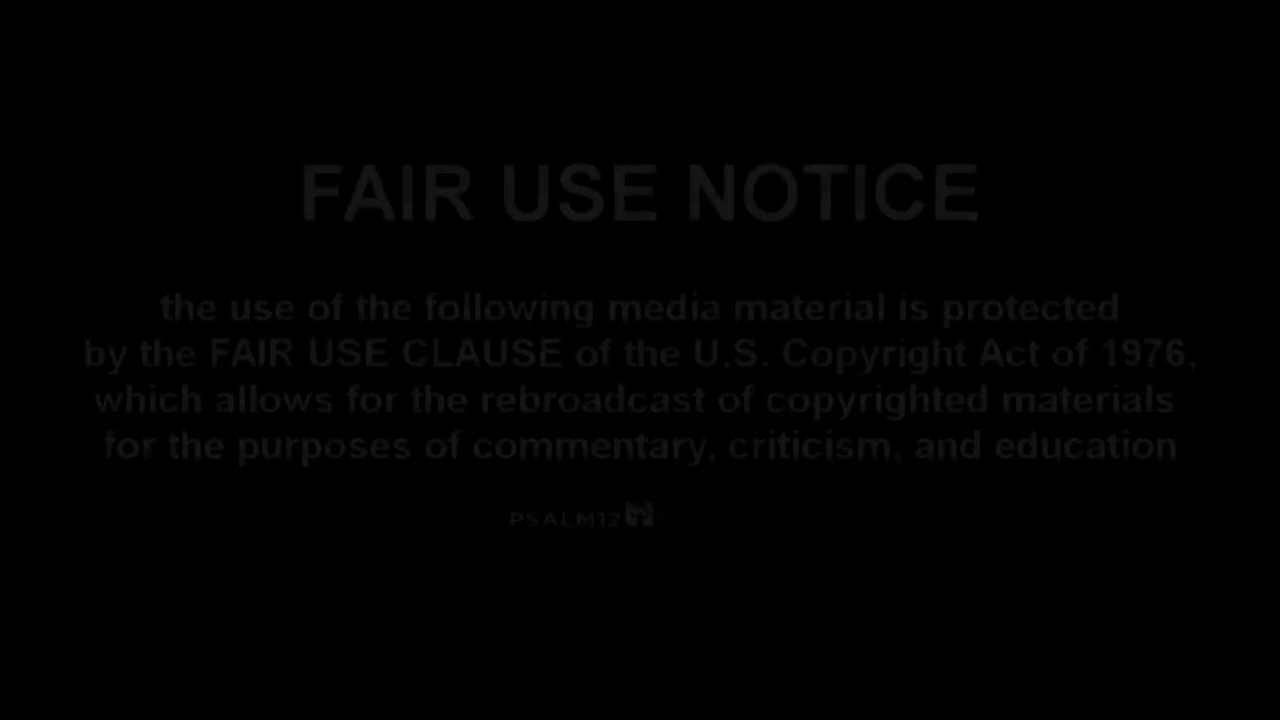 FAIR USE NOTICE
the use of the following media material is protected
by the FAIR USE CLAUSE of the U.S. Copyright Act of 1976,
which allows for the rebroadcast of copyrighted materials
for the purposes of commentary, criticism, and education
PSALM12